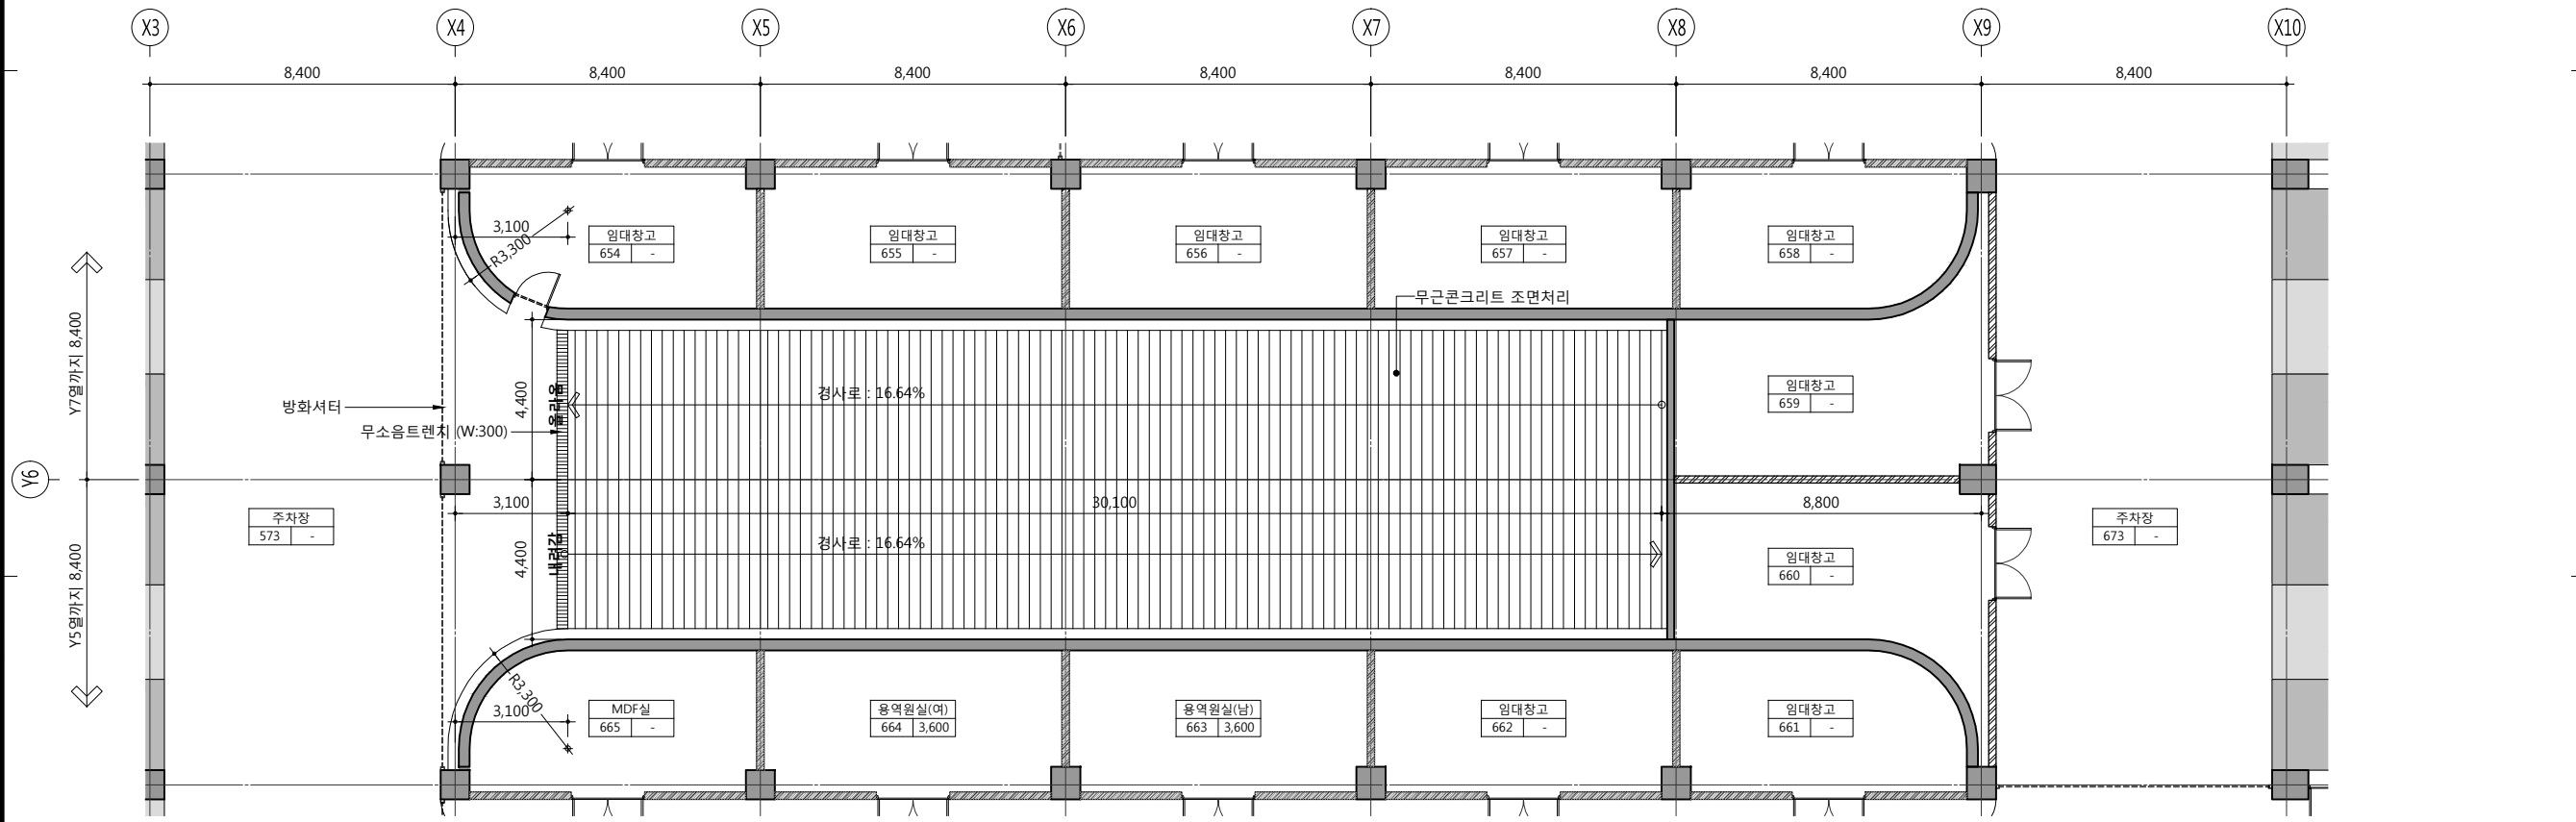 X3 X4 X5 X6 X7 X8 X9 X10
8,400 8,400 8,400 8,400 8,400 8,400 8,400
3,100
R3,300
임대창고
654 -
임대창고
655 -
임대창고
656 -
임대창고
657 -
임대창고
658 -
무근콘크리트 조면처리
Y7열까지 8,400
방화셔터
무소음트렌치 (W:300)
4,400
올라옴
경사로 : 16.64%
임대창고
659 -
Y6
3,100 30,100 8,800
주차장
573 -
Y5열까지 8,400
4,400
내려감
경사로 : 16.64%
임대창고
660 -
주차장
673 -
R3,300
3,100
MDF실
665 -
용역원실(여)
664 3,600
용역원실(남)
663 3,600
임대창고
662 -
임대창고
661 -